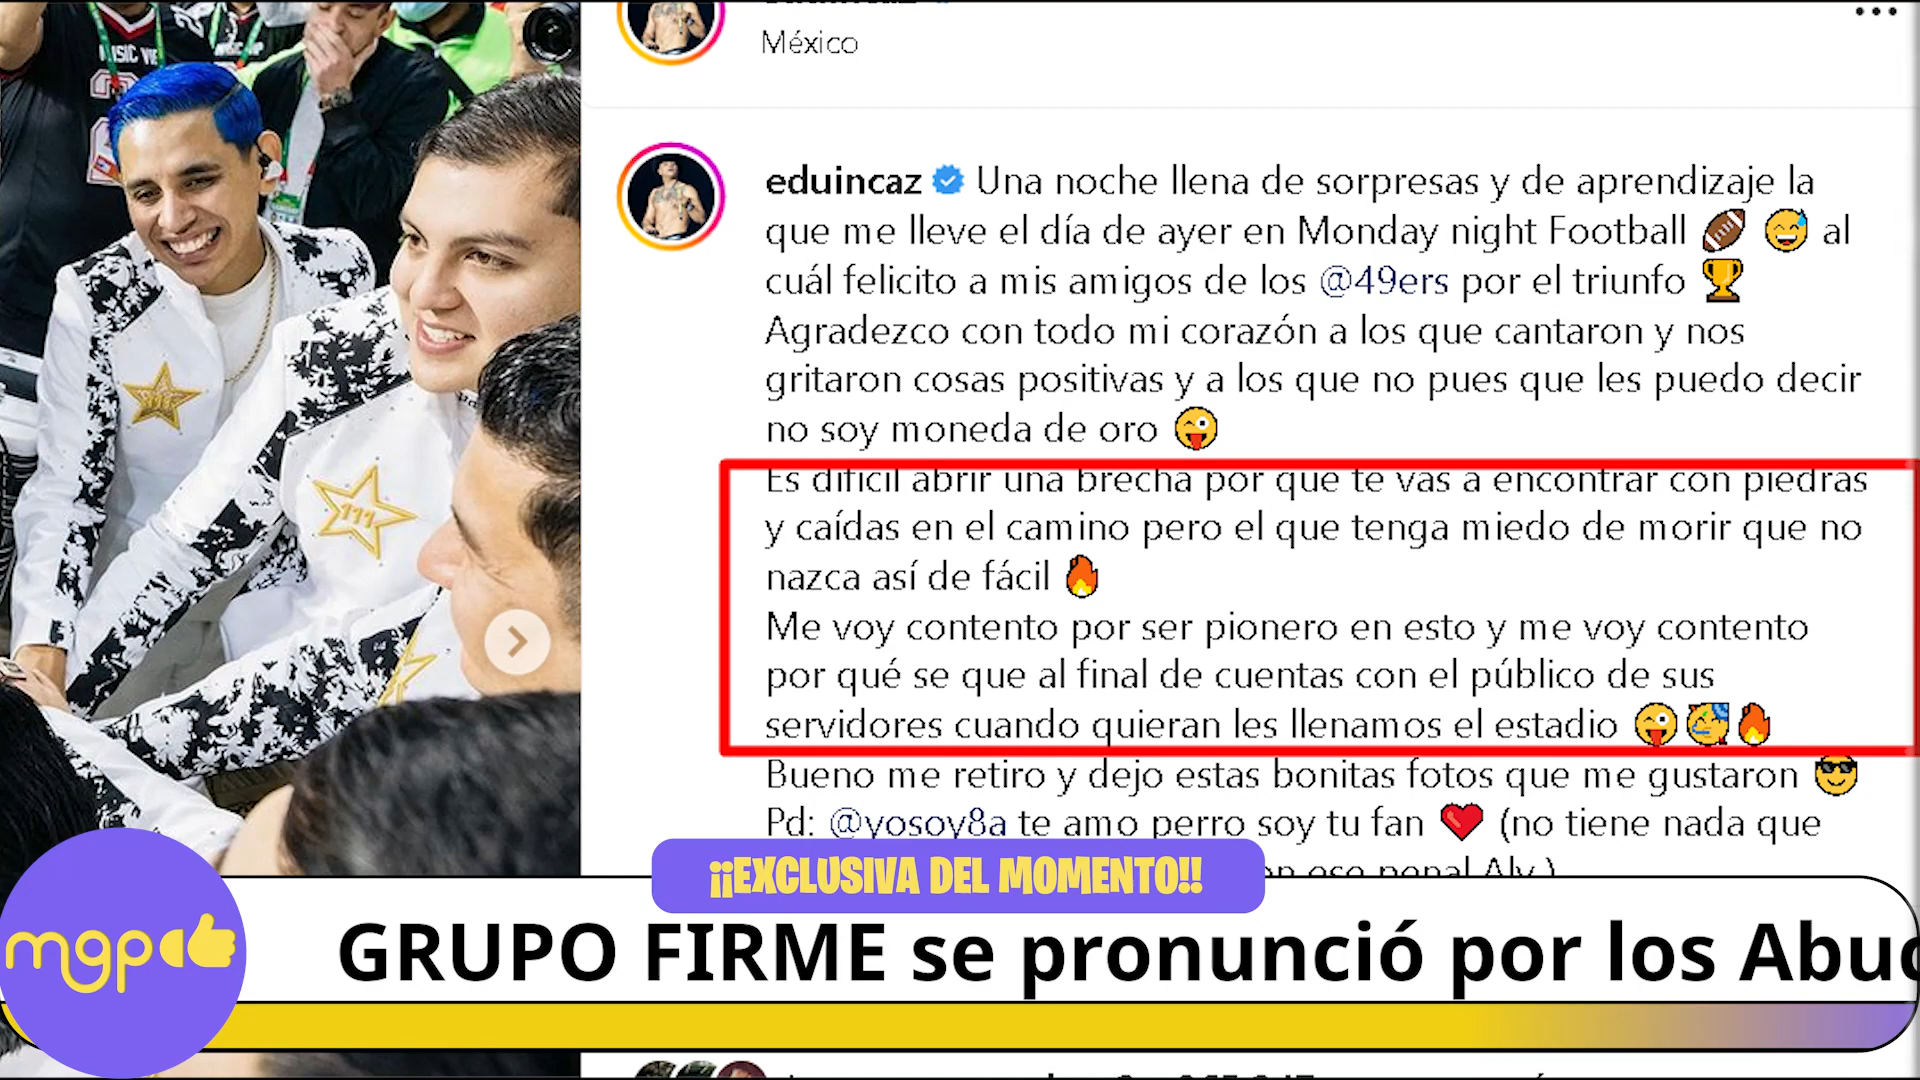 México
eduincaz Una noche llena de sorpresas y de aprendizaje la
que me lleve el día de ayer en Monday night Football 🏈 😅 al
cuál felicito a mis amigos de los @49ers por el triunfo 🏆
Agradezco con todo mi corazón a los que cantaron y nos
gritaron cosas positivas y a los que no pues que les puedo decir
no soy moneda de oro 😜
Es difícil abrir una brecha por que te vas a encontrar con piedras
y caídas en el camino pero el que tenga miedo de morir que no
nazca así de fácil 🔥
Me voy contento por ser pionero en esto y me voy contento
por qué se que al final de cuentas con el público de sus
servidores cuando quieran les llenamos el estadio 😜🥳🔥
Bueno me retiro y dejo estas bonitas fotos que me gustaron 😎
Pd: @yosoy8a te amo perro soy tu fan ❤️ (no tiene nada que
ese penal Aly )
¡¡EXCLUSIVA DEL MOMENTO!!
mgp
GRUPO FIRME se pronunció por los
111
111